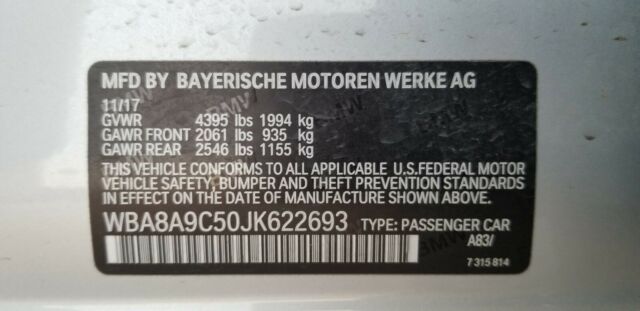 MFD BY BAYERISCHE MOTOREN WERKE AG
11/17
GVWR 4395 lbs 1994 kg
GAWR FRONT 2061 lbs 935 kg
GAWR REAR 2546 lbs 1155 kg
THIS VEHICLE CONFORMS TO ALL APPLICABLE U.S.FEDERAL MOTOR
VEHICLE SAFETY, BUMPER AND THEFT PREVENTION STANDARDS
IN EFFECT ON THE DATE OF MANUFACTURE SHOWN ABOVE.
WBA8A9C50JK622693 TYPE: PASSENGER CAR
A83/
7 315 814